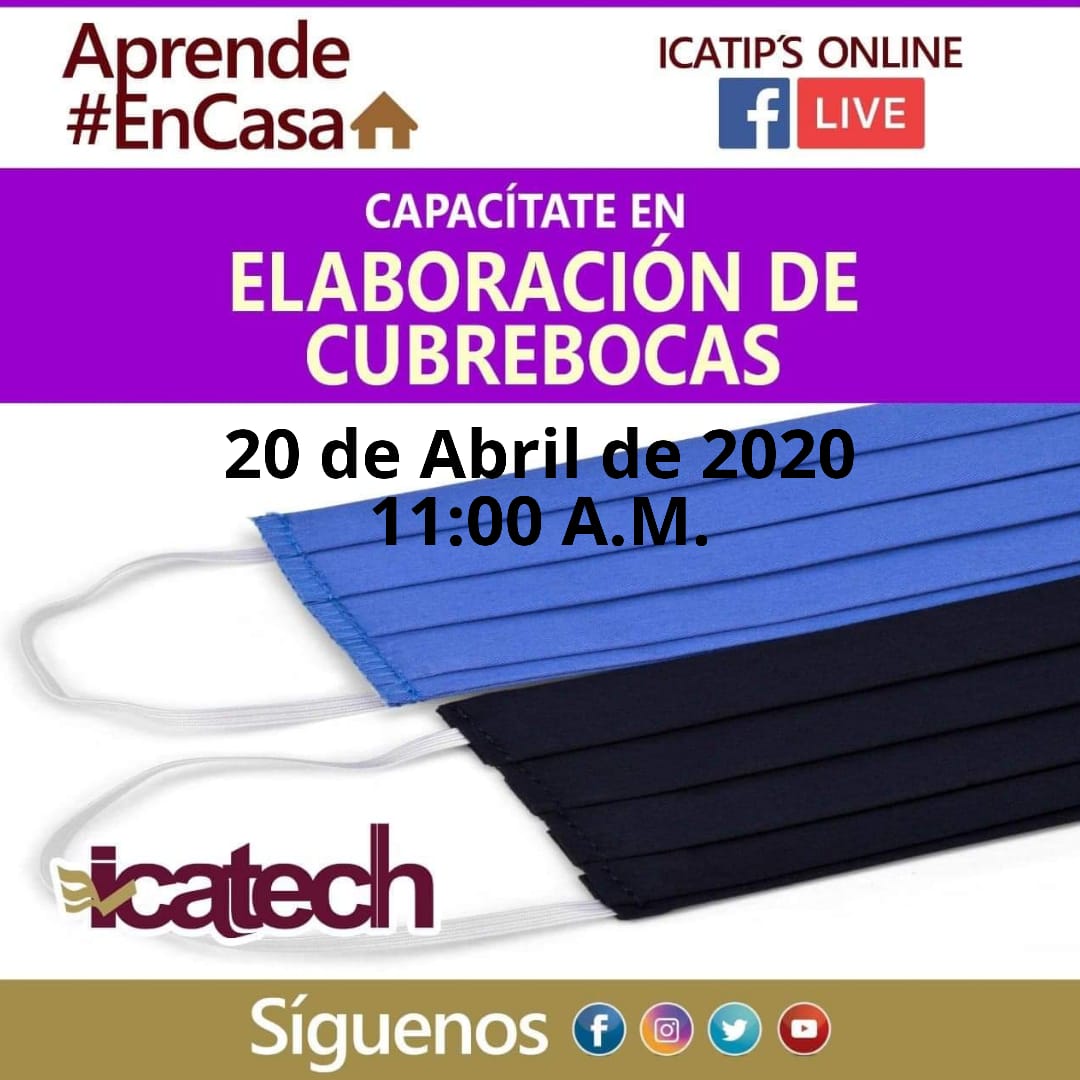 Aprende
#EnCasa
ICATIP'S ONLINE
f LIVE
CAPACÍTATE EN
ELABORACIÓN DE
CUBREBOCAS
20 de Abril de 2020
11:00 A.M.
icatech
Síguenos